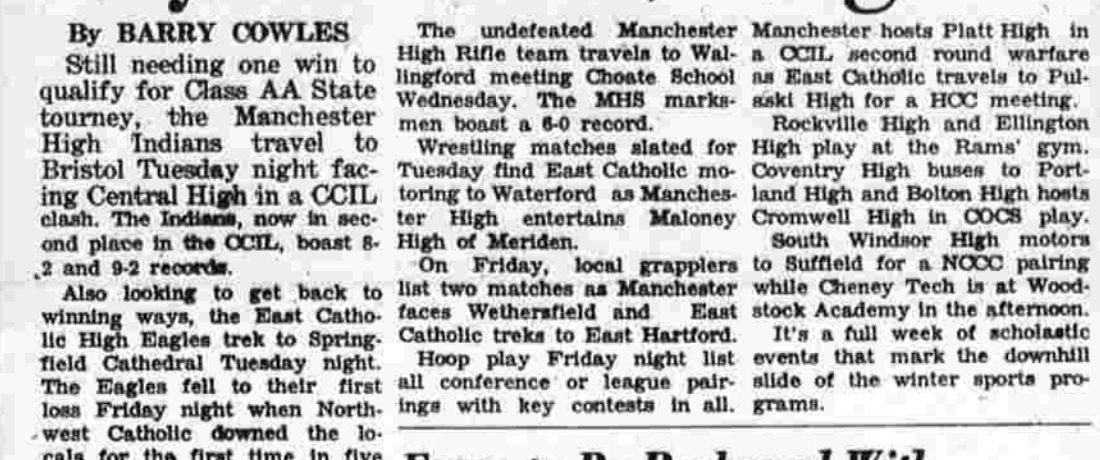 By BARRY COWLES
Still needing one win to
qualify for Class AA State
tourney, the Manchester
High Indians travel to
Bristol Tuesday night fac-
ing Central High in a CCIL
clash. The Indians, now in sec-
ond place in the CCIL, boast 8-
2 and 9-2 records.
Also looking to get back to
winning ways, the East Catho-
lic High Eagles trek to Spring-
field Cathedral Tuesday night.
The Eagles fell to their first
loss Friday night when North-
west Catholic downed the lo-
cals for the first time in five
The undefeated Manchester
High Rifle team travels to Wal-
lingford meeting Choate School
Wednesday. The MHS marks-
men boast a 6-0 record.
Wrestling matches slated for
Tuesday find East Catholic mo-
toring to Waterford as Manches-
ter High entertains Maloney
High of Meriden.
On Friday, local grapplers
list two matches as Manchester
faces Wethersfield and East
Catholic treks to East Hartford.
Hoop play Friday night list
all conference or league pair-
ings with key contests in all.
Manchester hosts Platt High in
a CCIL second round warfare
as East Catholic travels to Pul-
aski High for a HCC meeting.
Rockville High and Ellington
High play at the Rams' gym.
Coventry High buses to Port-
land High and Bolton High hosts
Cromwell High in COCS play.
South Windsor High motors
to Suffield for a NCCC pairing
while Cheney Tech is at Wood-
stock Academy in the afternoon.
It's a full week of scholastic
events that mark the downhill
slide of the winter sports pro-
grams.